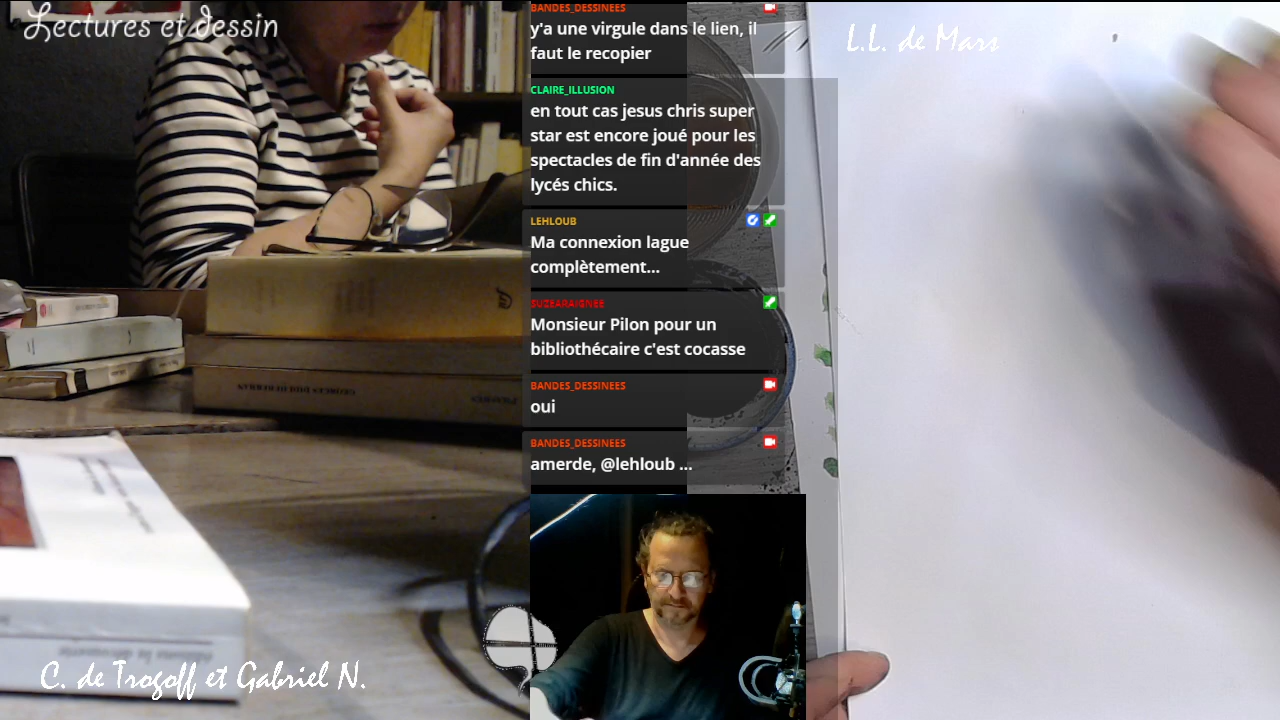 Lectures et dessin
L.L. de Mars
BANDES_DESSINEES
y'a une virgule dans le lien, il
faut le recopier
CLAIRE_ILLUSION
en tout cas jesus chris super
star est encore joué pour les
spectacles de fin d'année des
lycés chics.
LEHLOUB
Ma connexion lague
complètement...
SUZEARAIGNEE
Monsieur Pilon pour un
bibliothécaire c'est cocasse
BANDES_DESSINEES
oui
BANDES_DESSINEES
amerde, @lehloub ...
GEORGES DIDI-HUBERMAN
C. de Trogoff et Gabriel N.